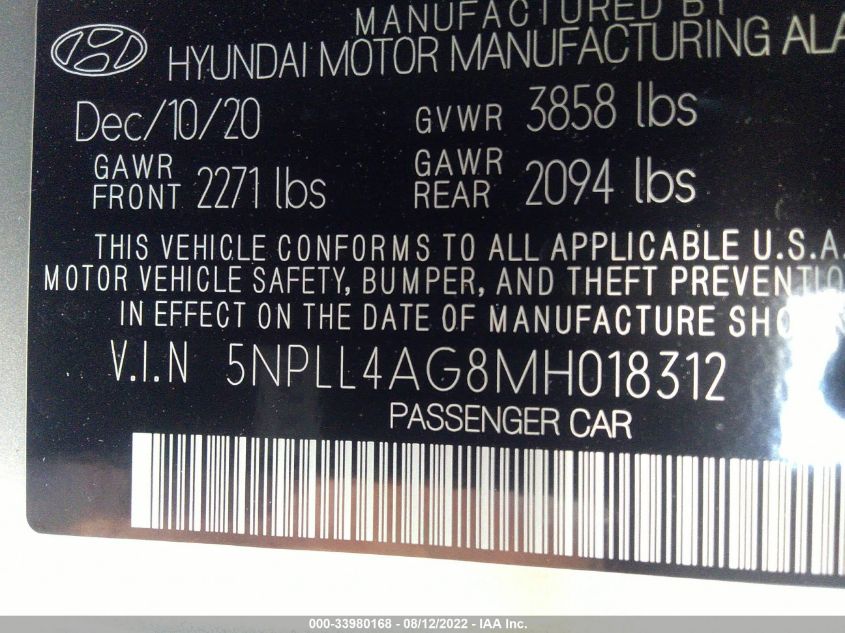 MANUFACTURED BY
HYUNDAI MOTOR MANUFACTURING ALA
Dec/10/20 GVWR 3858 lbs
GAWR FRONT 2271 lbs GAWR REAR 2094 lbs
THIS VEHICLE CONFORMS TO ALL APPLICABLE U.S.A.
MOTOR VEHICLE SAFETY, BUMPER, AND THEFT PREVENTIO
IN EFFECT ON THE DATE OF MANUFACTURE
V.I.N 5NPLL4AG8MH018312
PASSENGER CAR
000-33980168 - 08/12/2022 - IAA Inc.